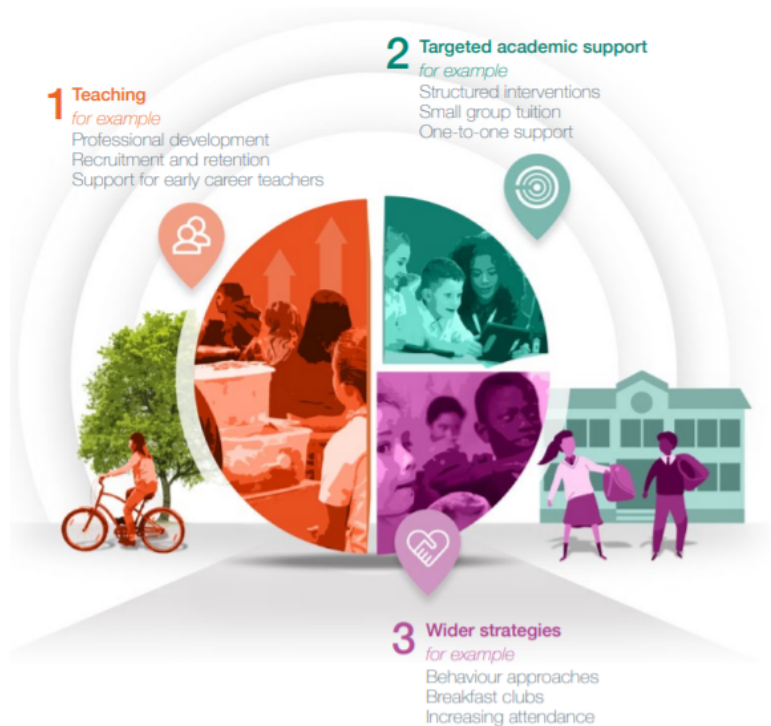 1 Teaching
for example
Professional development
Recruitment and retention
Support for early career teachers
2 Targeted academic support
for example
Structured interventions
Small group tuition
One-to-one support
3 Wider strategies
for example
Behaviour approaches
Breakfast clubs
Increasing attendance